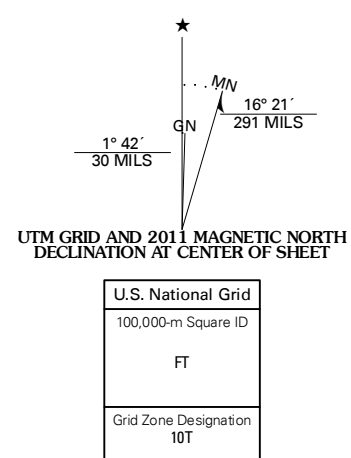 ★
MN
GN
16° 21´
291 MILS
1° 42´
30 MILS
UTM GRID AND 2011 MAGNETIC NORTH
DECLINATION AT CENTER OF SHEET
U.S. National Grid
100,000-m Square ID
FT
Grid Zone Designation
10T